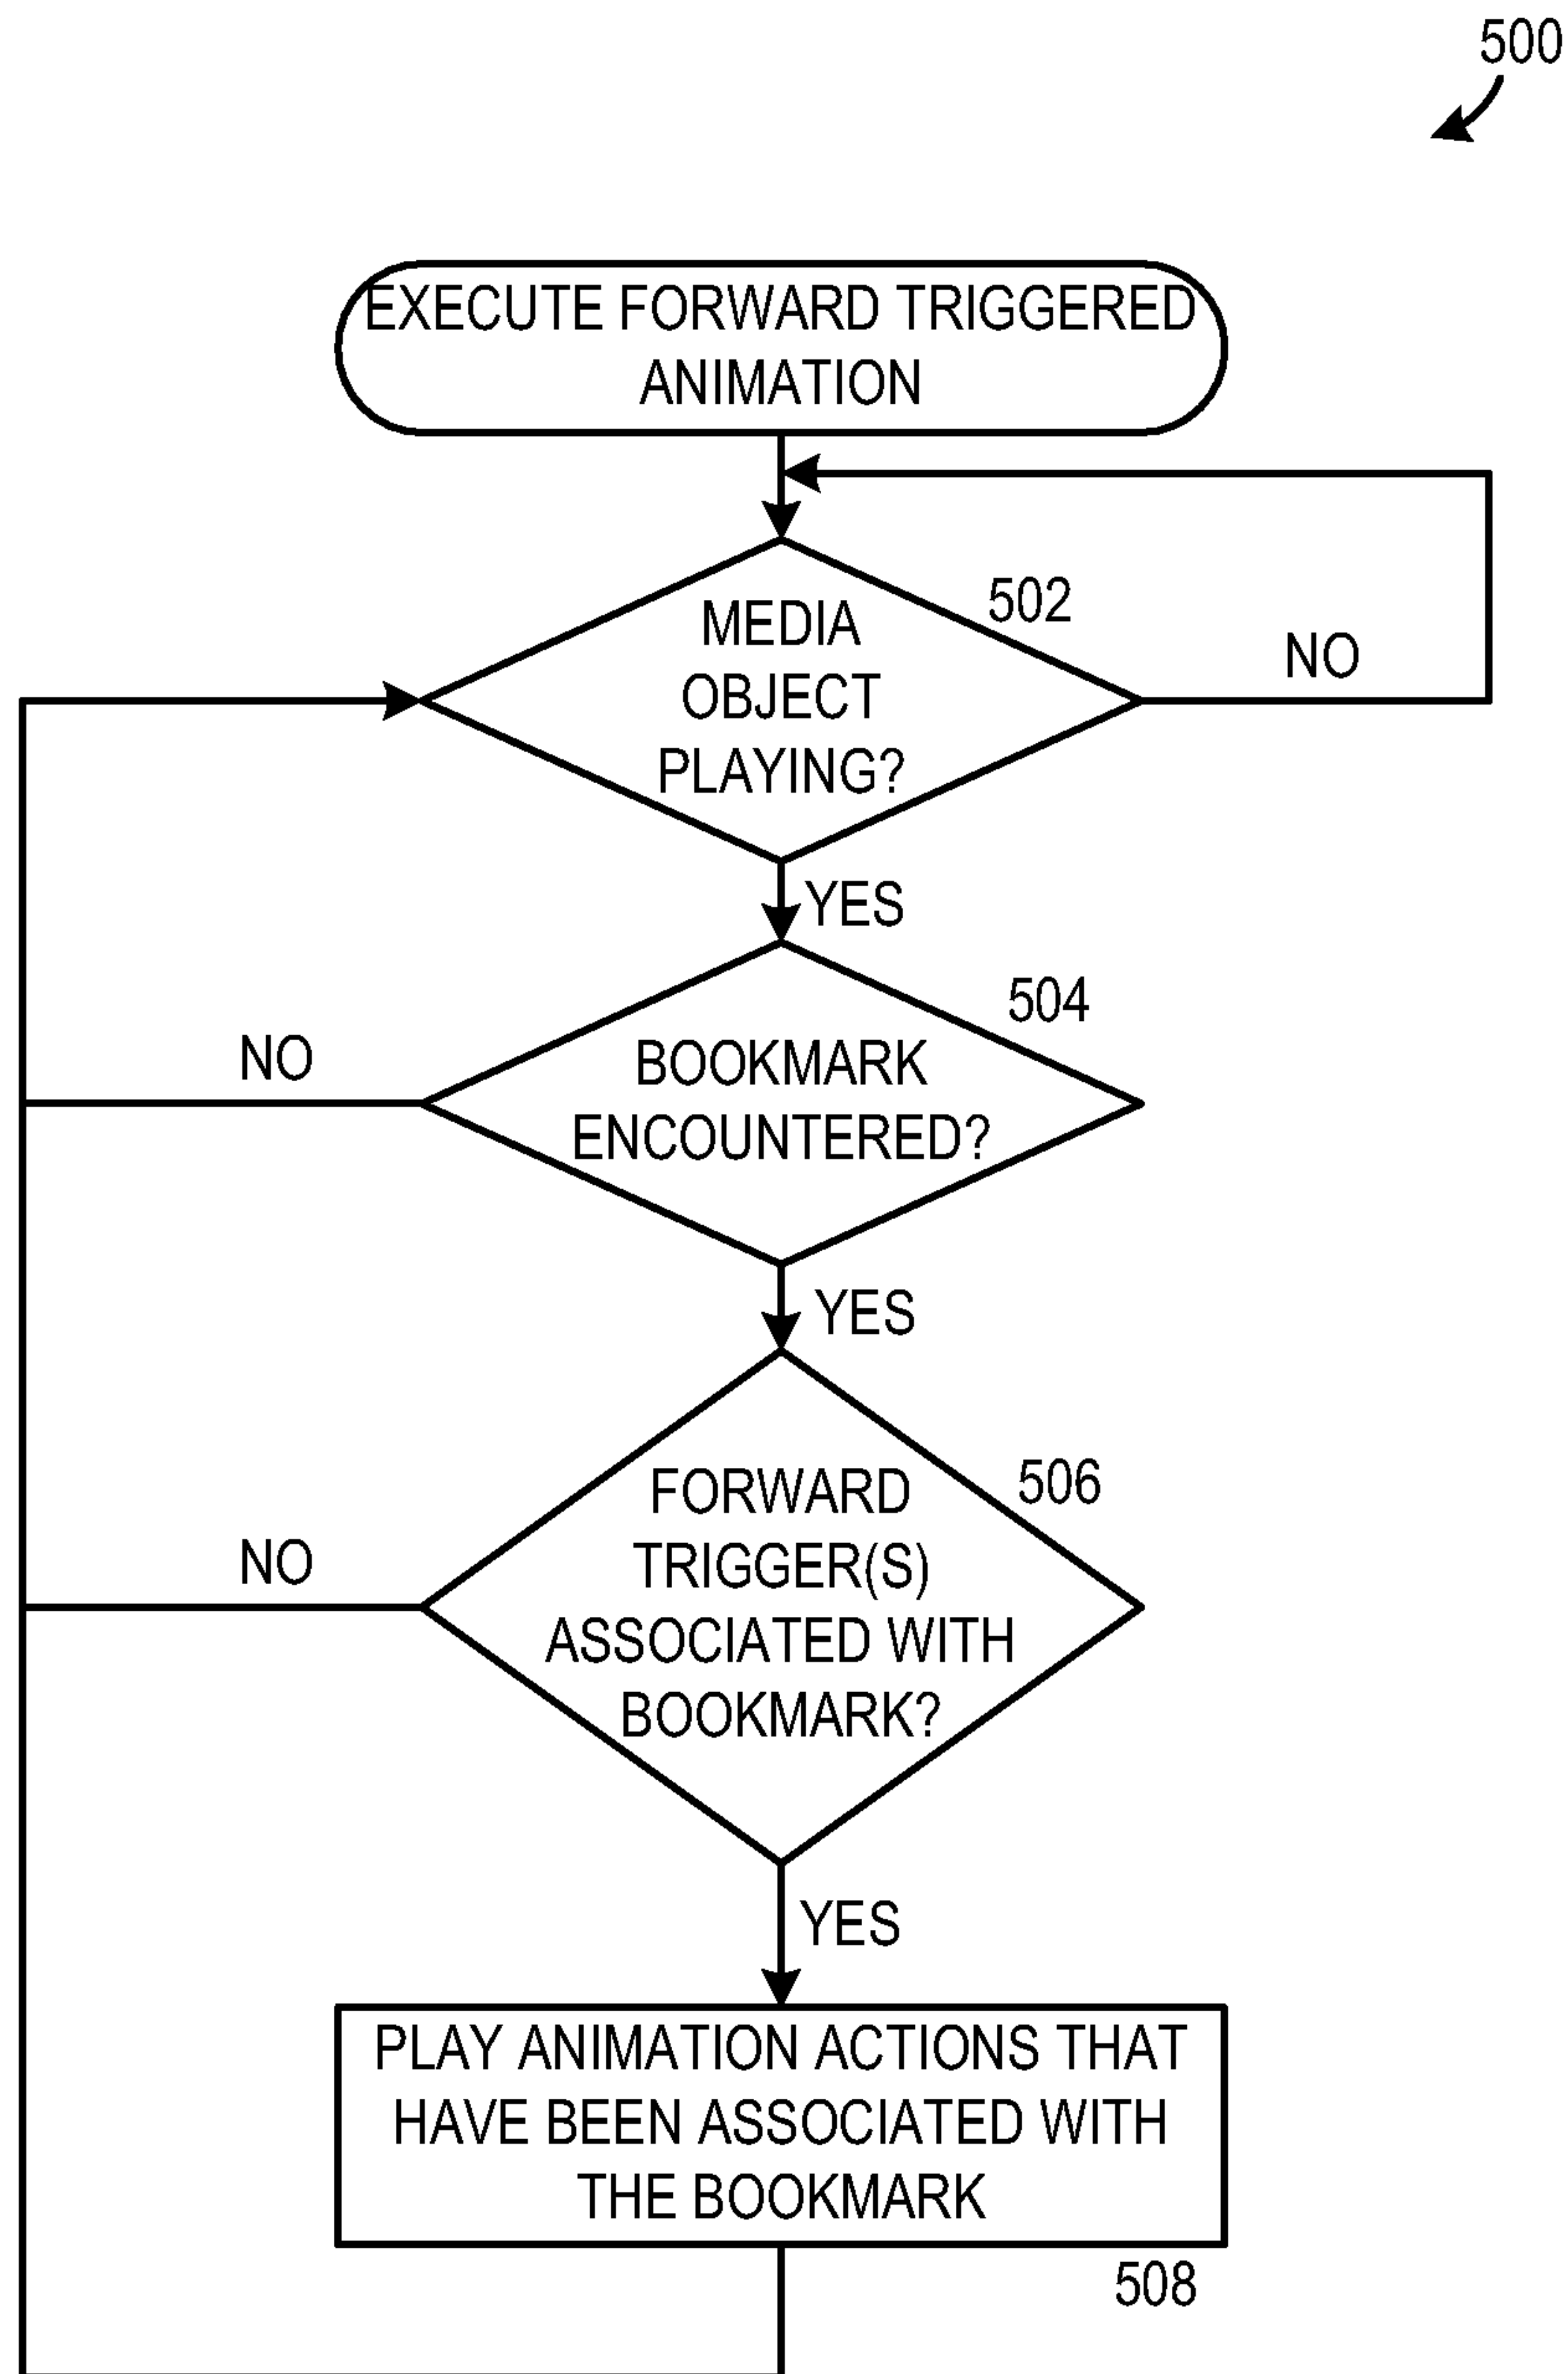 500
EXECUTE FORWARD TRIGGERED
ANIMATION
502
MEDIA
OBJECT
PLAYING?
NO
YES
504
NO
BOOKMARK
ENCOUNTERED?
YES
506
FORWARD
TRIGGER(S)
ASSOCIATED WITH
BOOKMARK?
NO
YES
PLAY ANIMATION ACTIONS THAT
HAVE BEEN ASSOCIATED WITH
THE BOOKMARK
508